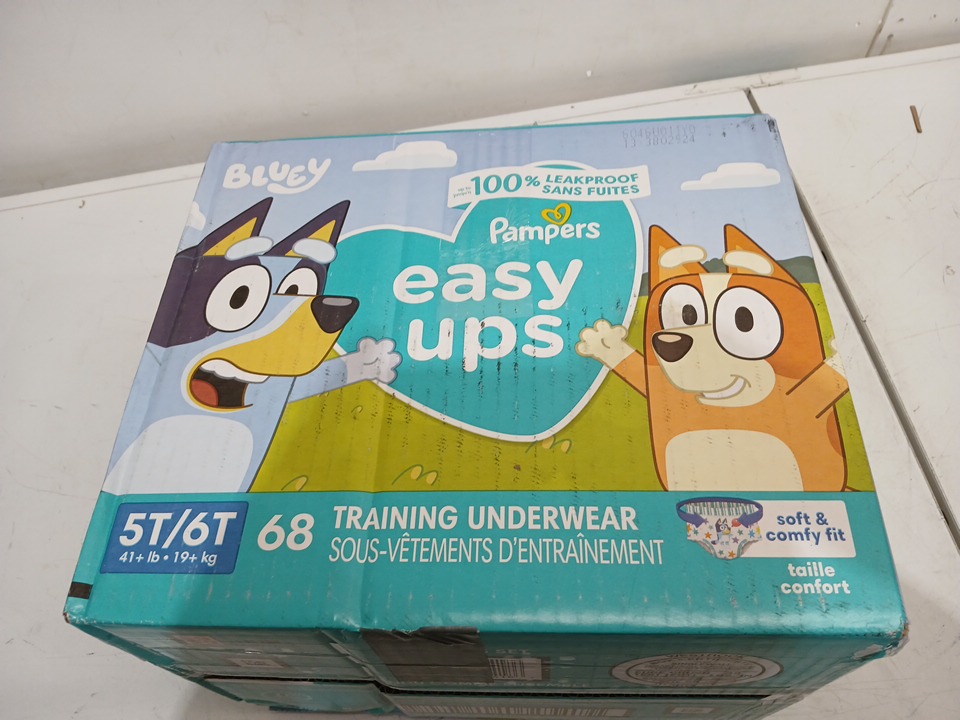 BLUEY
100% LEAKPROOF
SANS FUITES
Pampers
easy
ups
5T/6T
41+ lb • 19+ kg
68
TRAINING UNDERWEAR
SOUS-VÊTEMENTS D'ENTRAÎNEMENT
soft &
comfy fit
taille
confort